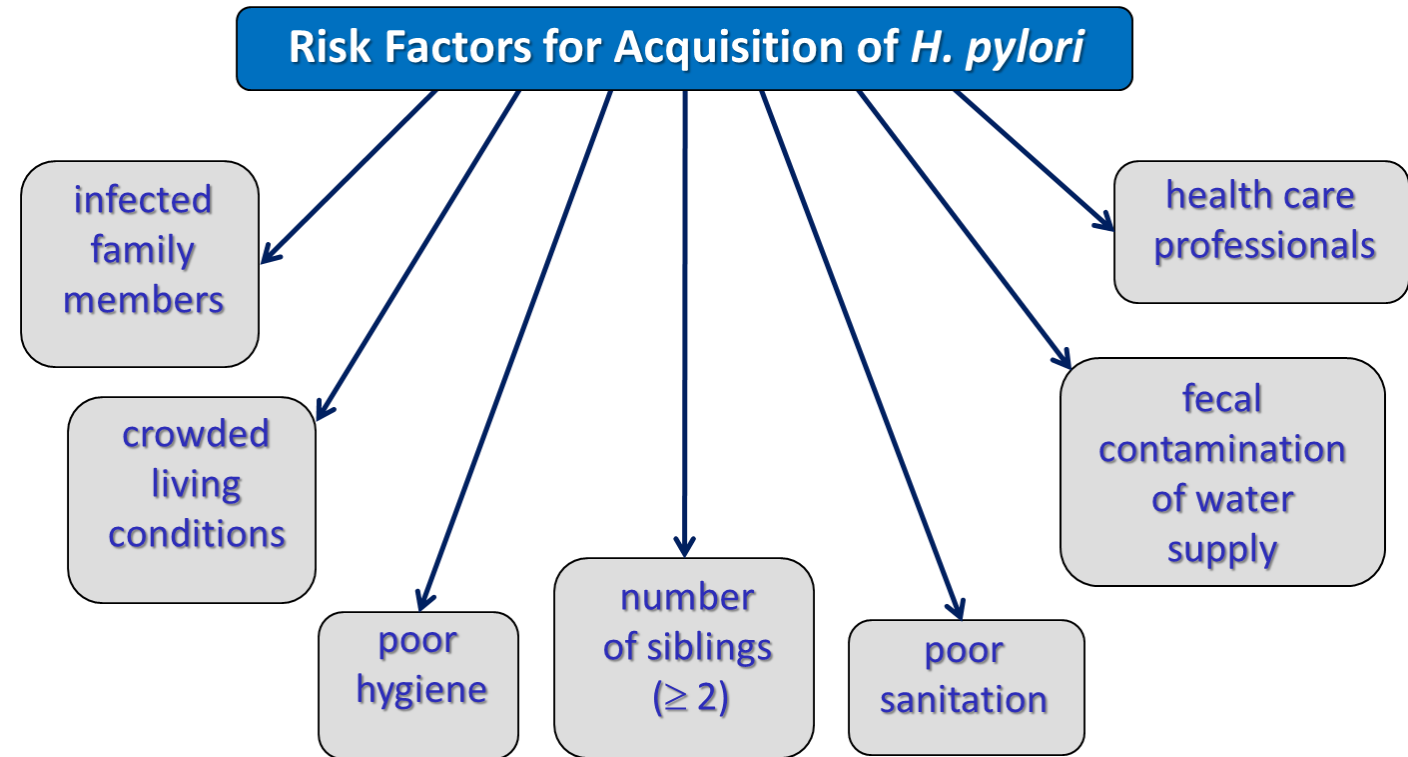 Risk Factors for Acquisition of H. pylori
infected
family
members
health care
professionals
crowded
living
conditions
fecal
contamination
of water
supply
poor
hygiene
number
of siblings
(≥ 2)
poor
sanitation